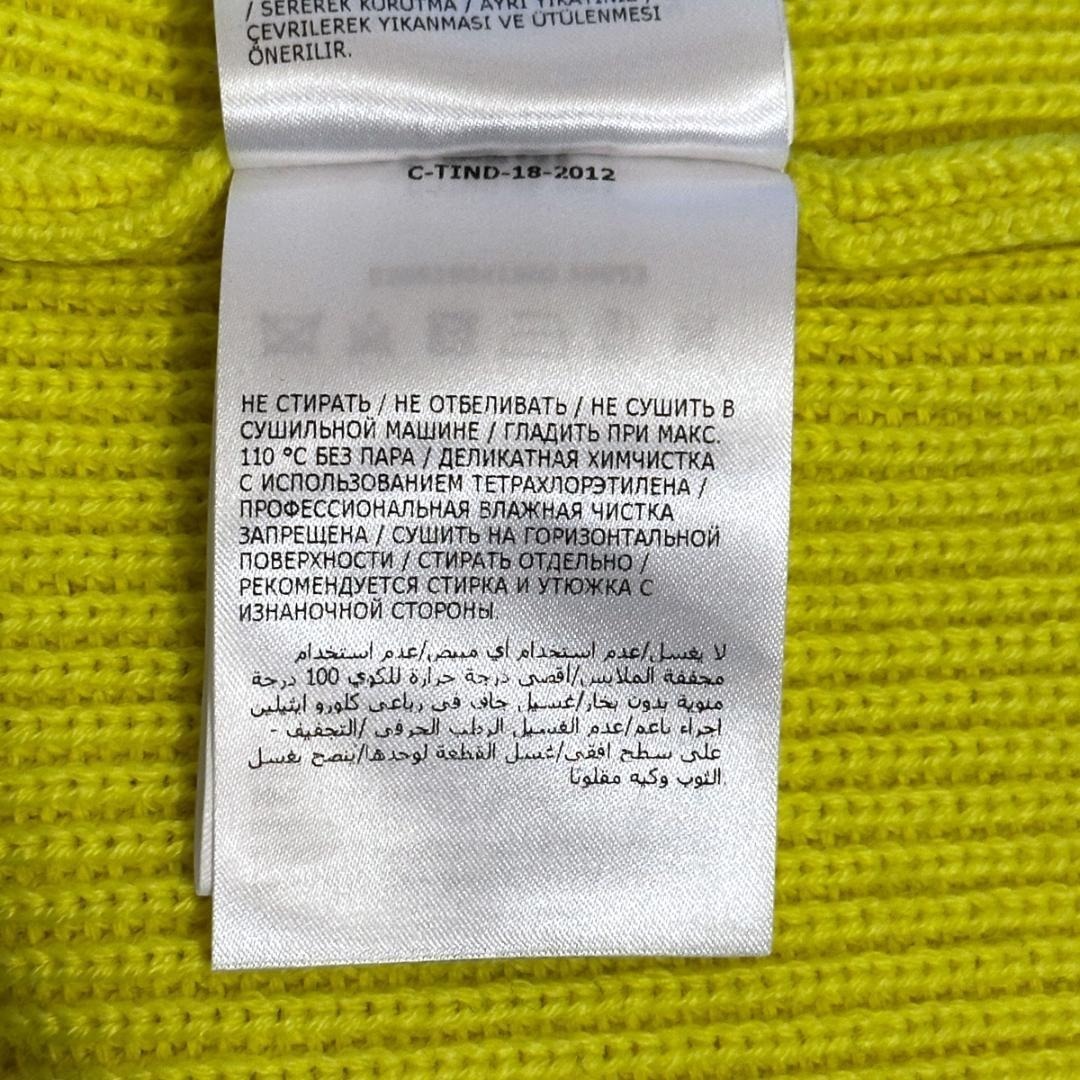 / SEREREK KURUTMA / AYRI YIKAYINIZ /
ÇEVRILEREK YIKANMASI VE ÜTÜLENMESI
ÖNERILIR.
C-TIND-18-2012
НЕ СТИРАТЬ / НЕ ОТБЕЛИВАТЬ / НЕ СУШИТЬ В
СУШИЛЬНОЙ МАШИНЕ / ГЛАДИТЬ ПРИ МАКС.
110 °C БЕЗ ПАРА / ДЕЛИКАТНАЯ ХИМЧИСТКА
С ИСПОЛЬЗОВАНИЕМ ТЕТРАХЛОРЭТИЛЕНА /
ПРОФЕССИОНАЛЬНАЯ ВЛАЖНАЯ ЧИСТКА
ЗАПРЕЩЕНА / СУШИТЬ НА ГОРИЗОНТАЛЬНОЙ
ПОВЕРХНОСТИ / СТИРАТЬ ОТДЕЛЬНО /
РЕКОМЕНДУЕТСЯ СТИРКА И УТЮЖКА С
ИЗНАНОЧНОЙ СТОРОНЫ.
لا يغسل/عدم استخدام أي مبيض/عدم استخدام
مجففة الملابس/أقصى درجة حرارة للكوي 100 درجة
مئوية بدون بخار/غسيل جاف في رباعي كلورو ايثيلين
اجراء ناعم/عدم الغسيل الرطب الحرفي /التجفيف -
على سطح افقي/غسل القطعة لوحدها/ينصح بغسل
الثوب وكيه مقلوبًا